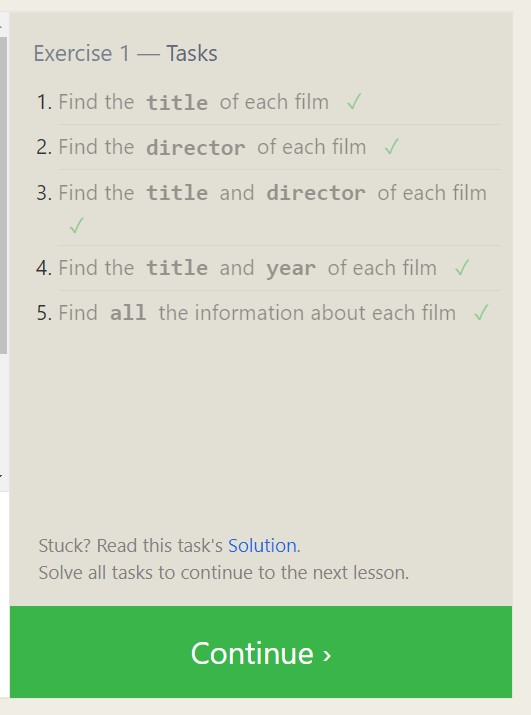 Exercise 1 — Tasks
1. Find the title of each film ✓
2. Find the director of each film ✓
3. Find the title and director of each film
✓
4. Find the title and year of each film ✓
5. Find all the information about each film ✓
Stuck? Read this task's Solution.
Solve all tasks to continue to the next lesson.
Continue ›